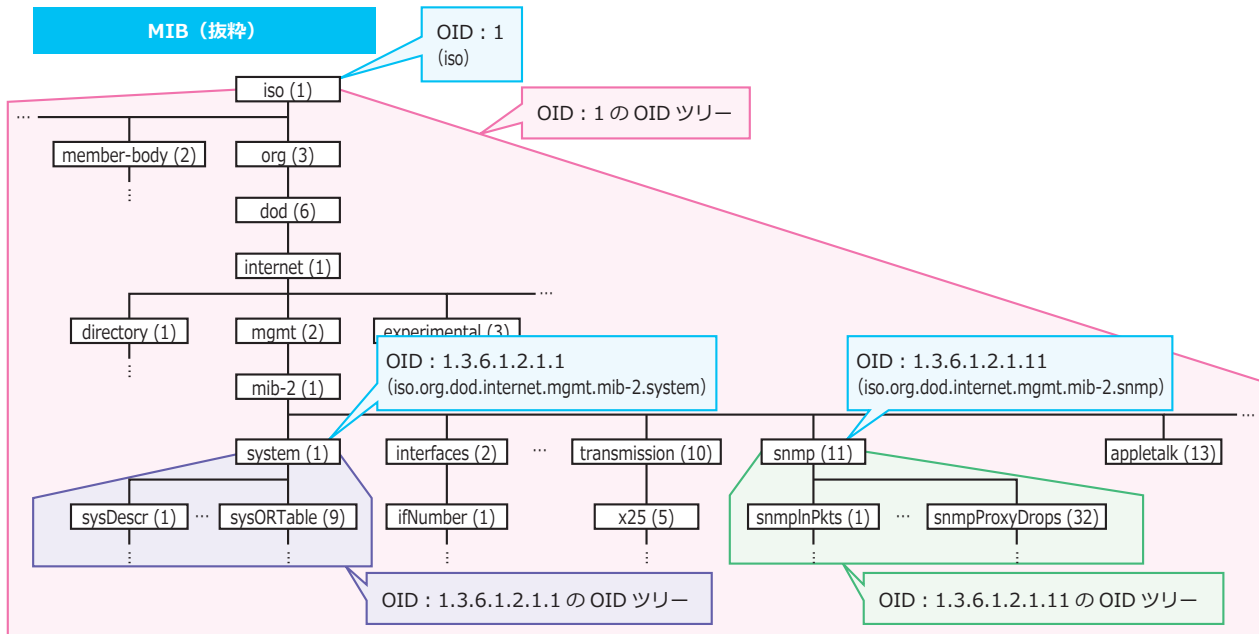 MIB（抜粋）
OID：1
（iso）
iso (1)
OID：1 の OID ツリー
…
member-body (2)
org (3)
⋮
dod (6)
internet (1)
…
directory (1)
mgmt (2)
experimental (3)
⋮
OID：1.3.6.1.2.1.1
（iso.org.dod.internet.mgmt.mib-2.system）
OID：1.3.6.1.2.1.11
（iso.org.dod.internet.mgmt.mib-2.snmp）
mib-2 (1)
…
system (1)
interfaces (2)
…
transmission (10)
snmp (11)
appletalk (13)
sysDescr (1)
…
sysORTable (9)
ifNumber (1)
x25 (5)
snmpInPkts (1)
…
snmpProxyDrops (32)
⋮
⋮
⋮
⋮
⋮
⋮
OID：1.3.6.1.2.1.1 の OID ツリー
OID：1.3.6.1.2.1.11 の OID ツリー